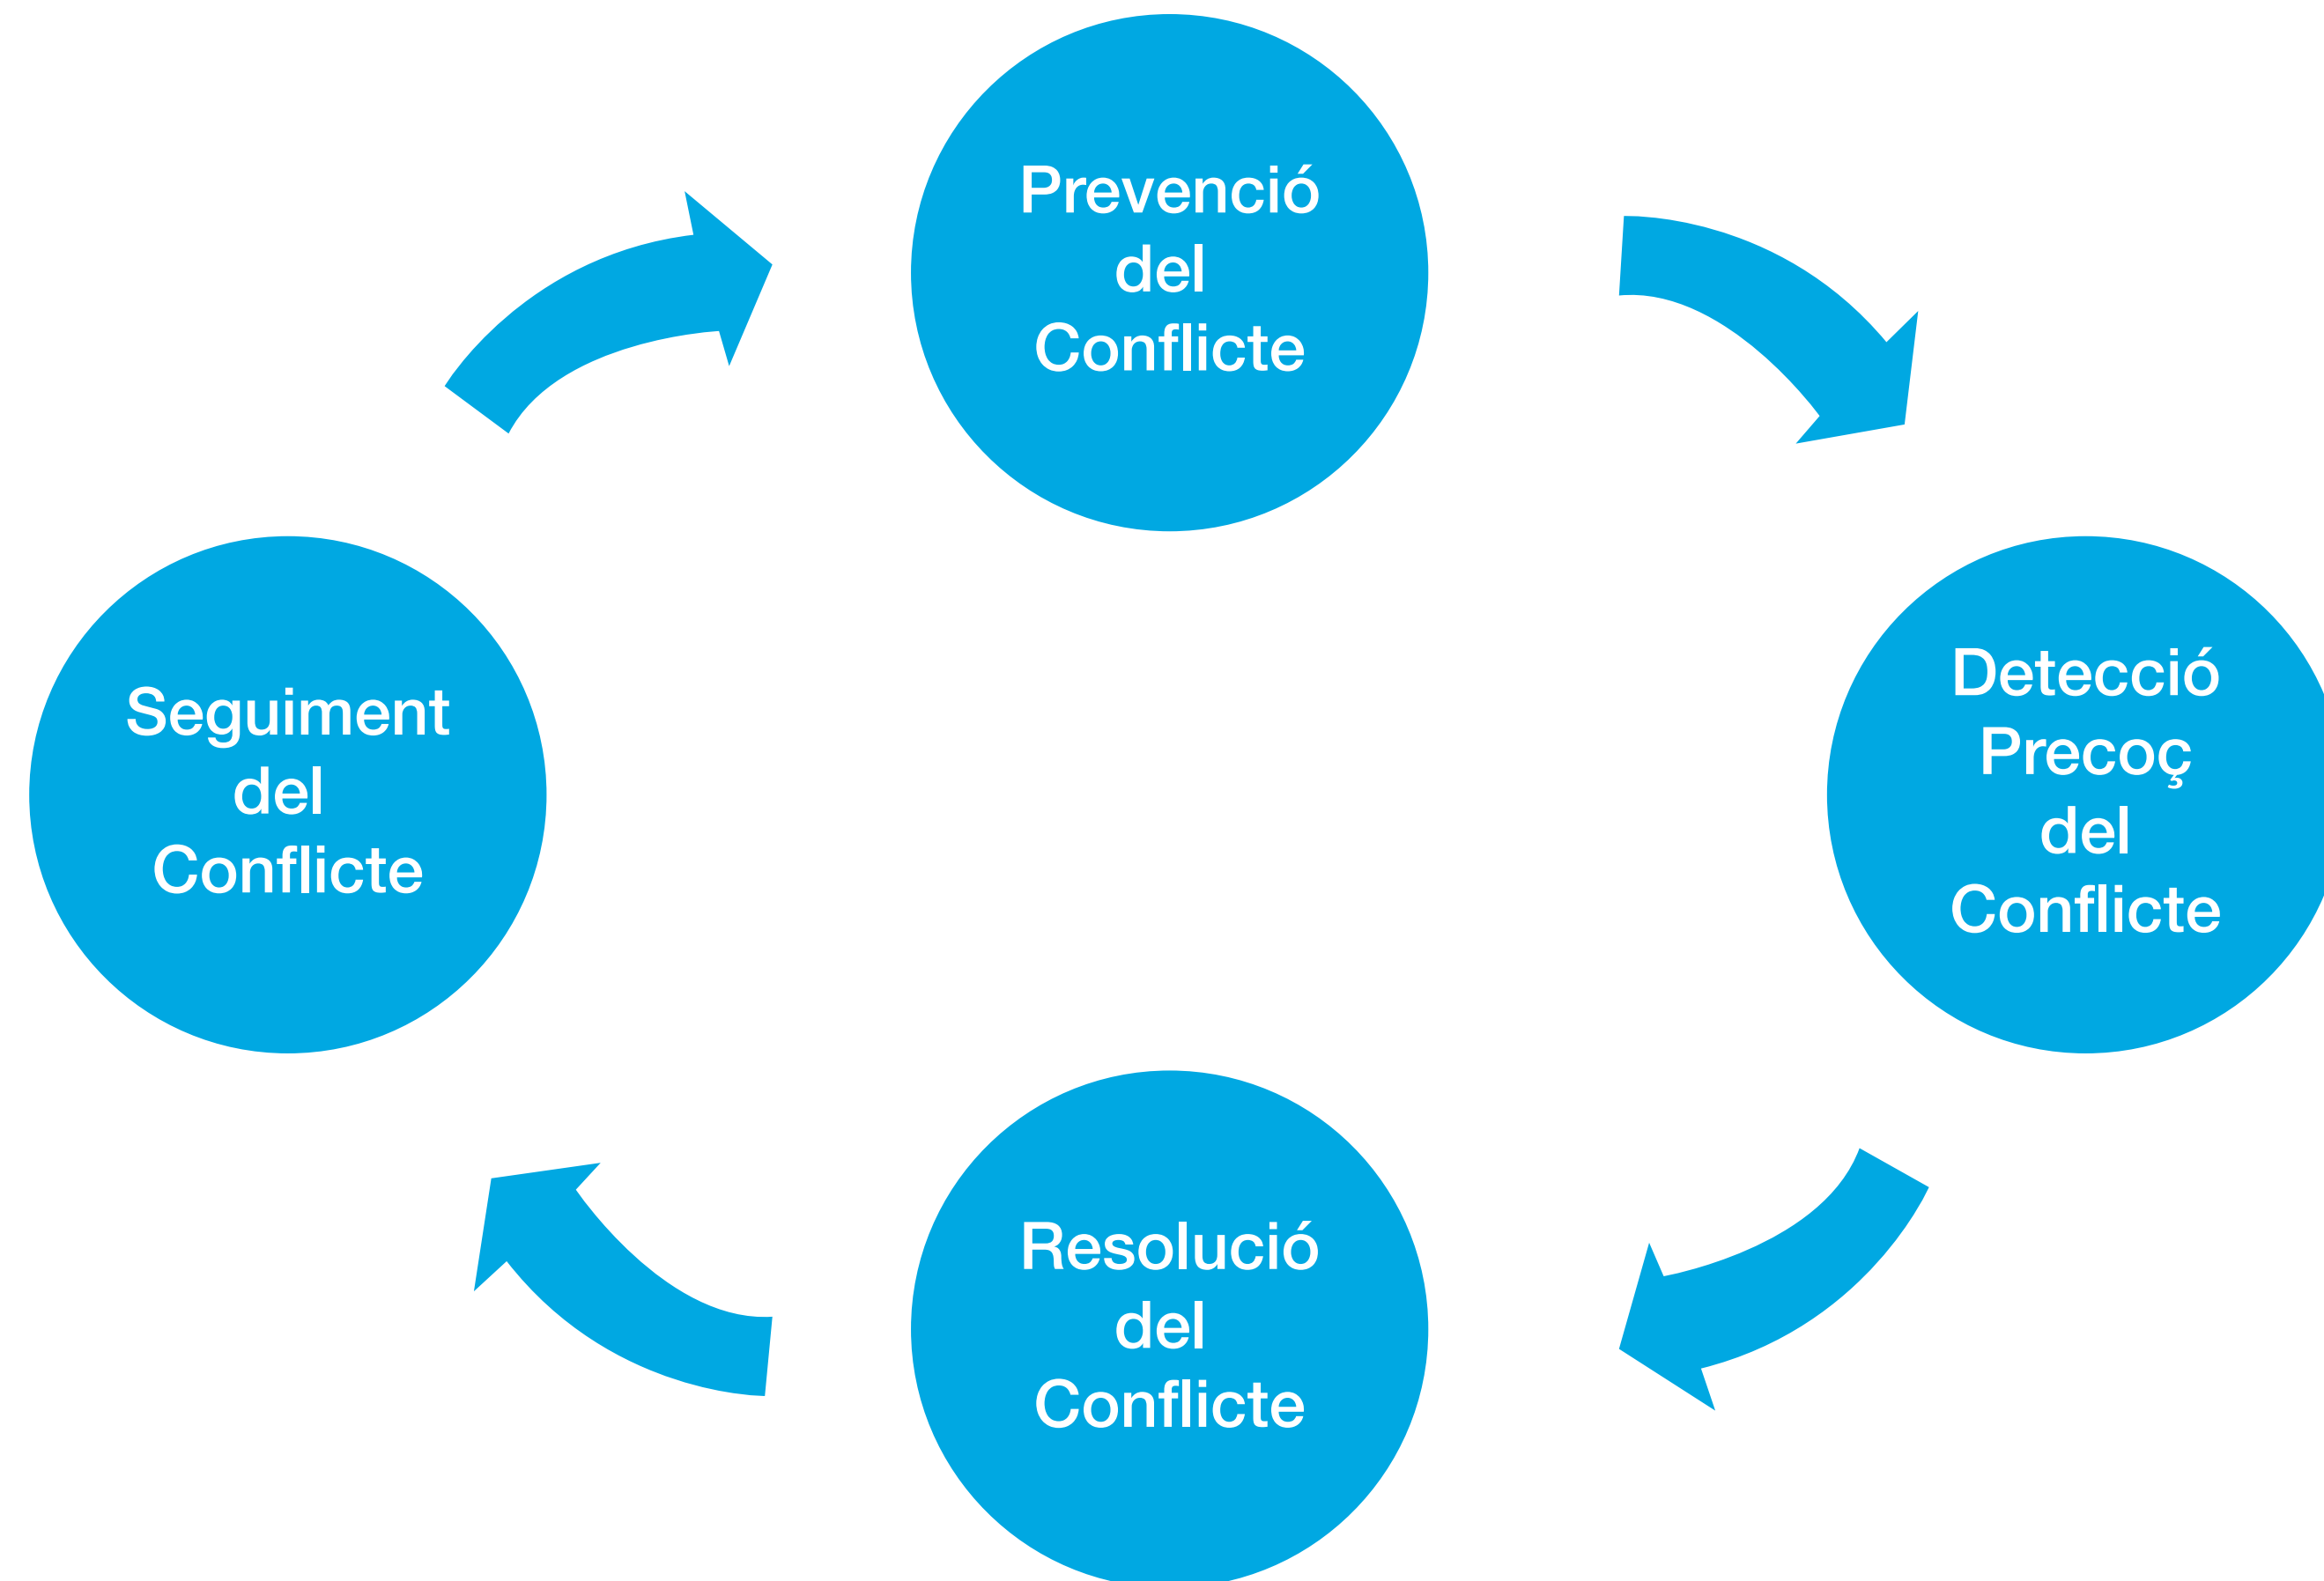 Prevenció
del
Conflicte
Detecció
Precoç
del
Conflicte
Resolució
del
Conflicte
Seguiment
del
Conflicte